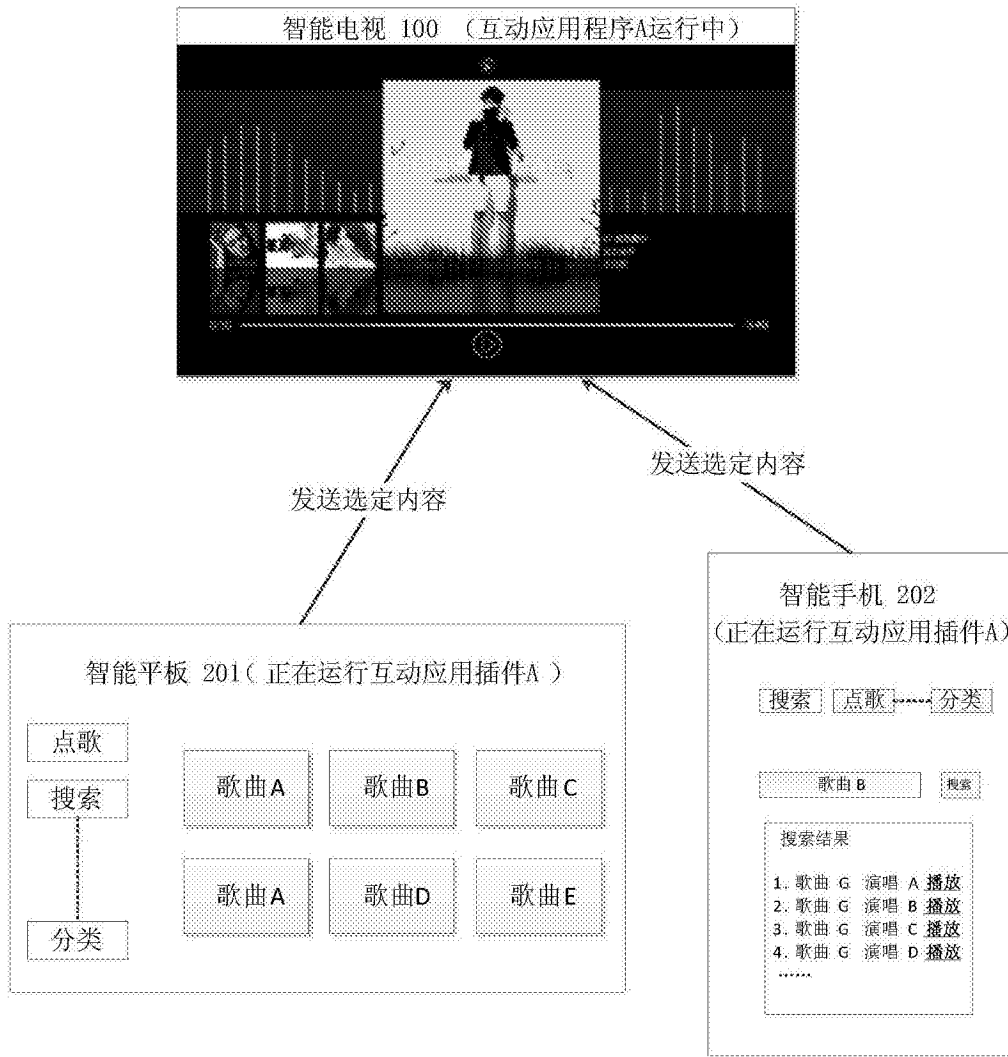 智能电视 100 （互动应用程序A运行中）
发送选定内容
发送选定内容
智能平板 201（ 正在运行互动应用插件A ）
点歌
搜索
分类
歌曲A 歌曲B 歌曲C
歌曲A 歌曲D 歌曲E
智能手机 202
（正在运行互动应用插件A）
搜索 点歌 分类
歌曲 B 搜索
搜索结果
1. 歌曲 G 演唱 A 播放
2. 歌曲 G 演唱 B 播放
3. 歌曲 G 演唱 C 播放
4. 歌曲 G 演唱 D 播放
······